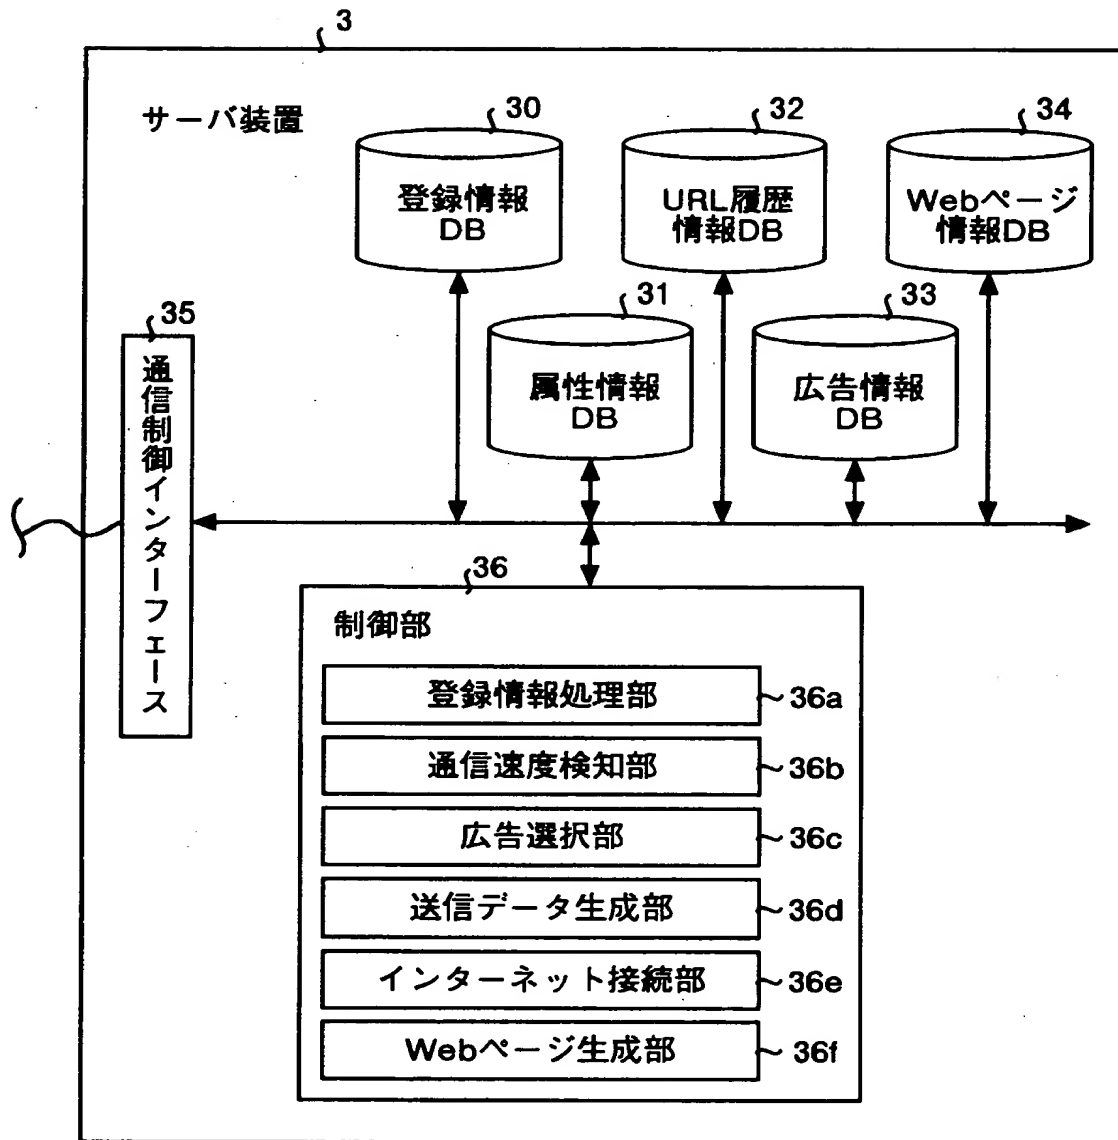 3
サーバ装置
30
登録情報
DB
32
URL履歴
情報DB
34
Webページ
情報DB
31
属性情報
DB
33
広告情報
DB
35
通信制御インターフェース
36
制御部
登録情報処理部
36a
通信速度検知部
36b
広告選択部
36c
送信データ生成部
36d
インターネット接続部
36e
Webページ生成部
36f